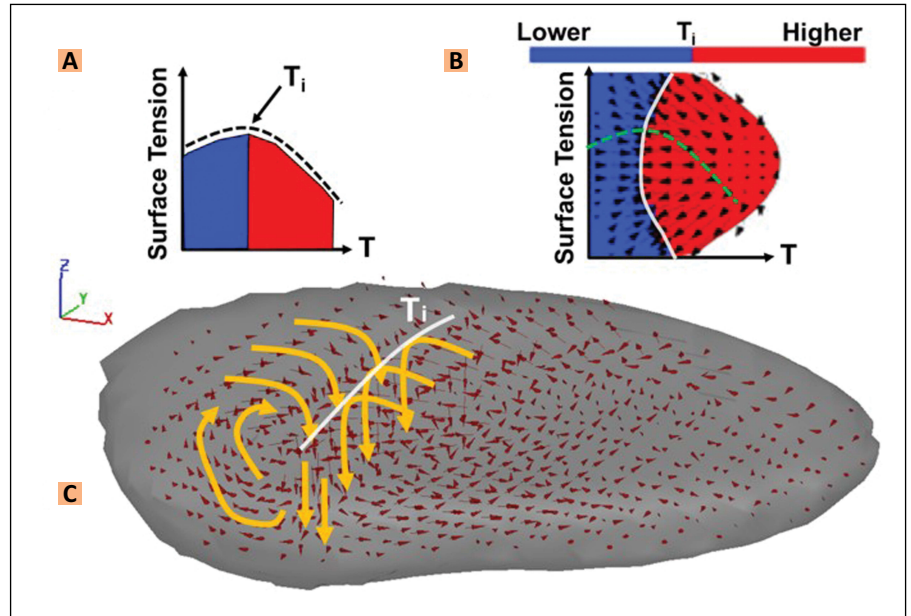 A
Surface Tension
Ti
T
B
Lower Ti Higher
Surface Tension
T
Z
Y
X
Ti
C